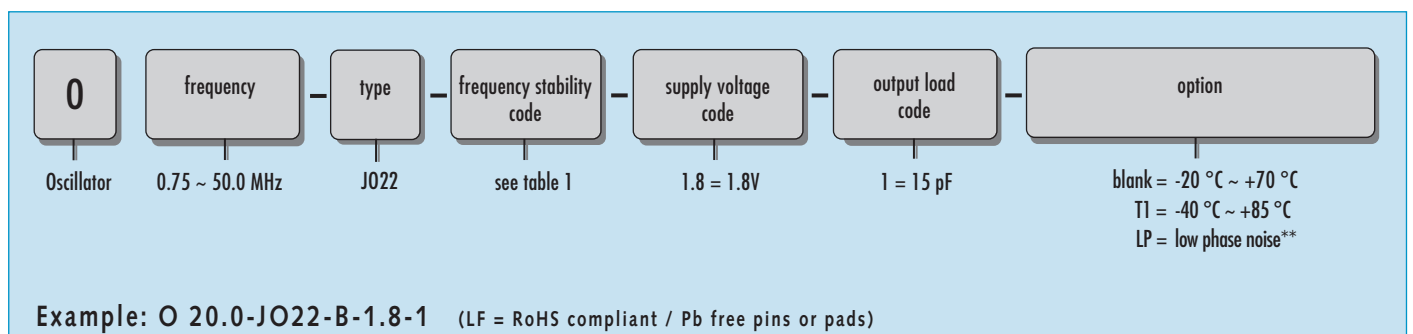 O
frequency
–
type
–
frequency stability
code
–
supply voltage
code
–
output load
code
–
option
Oscillator
0.75 ~ 50.0 MHz
JO22
see table 1
1.8 = 1.8V
1 = 15 pF
blank = -20 °C ~ +70 °C
T1 = -40 °C ~ +85 °C
LP = low phase noise**
Example: O 20.0-JO22-B-1.8-1 (LF = RoHS compliant / Pb free pins or pads)